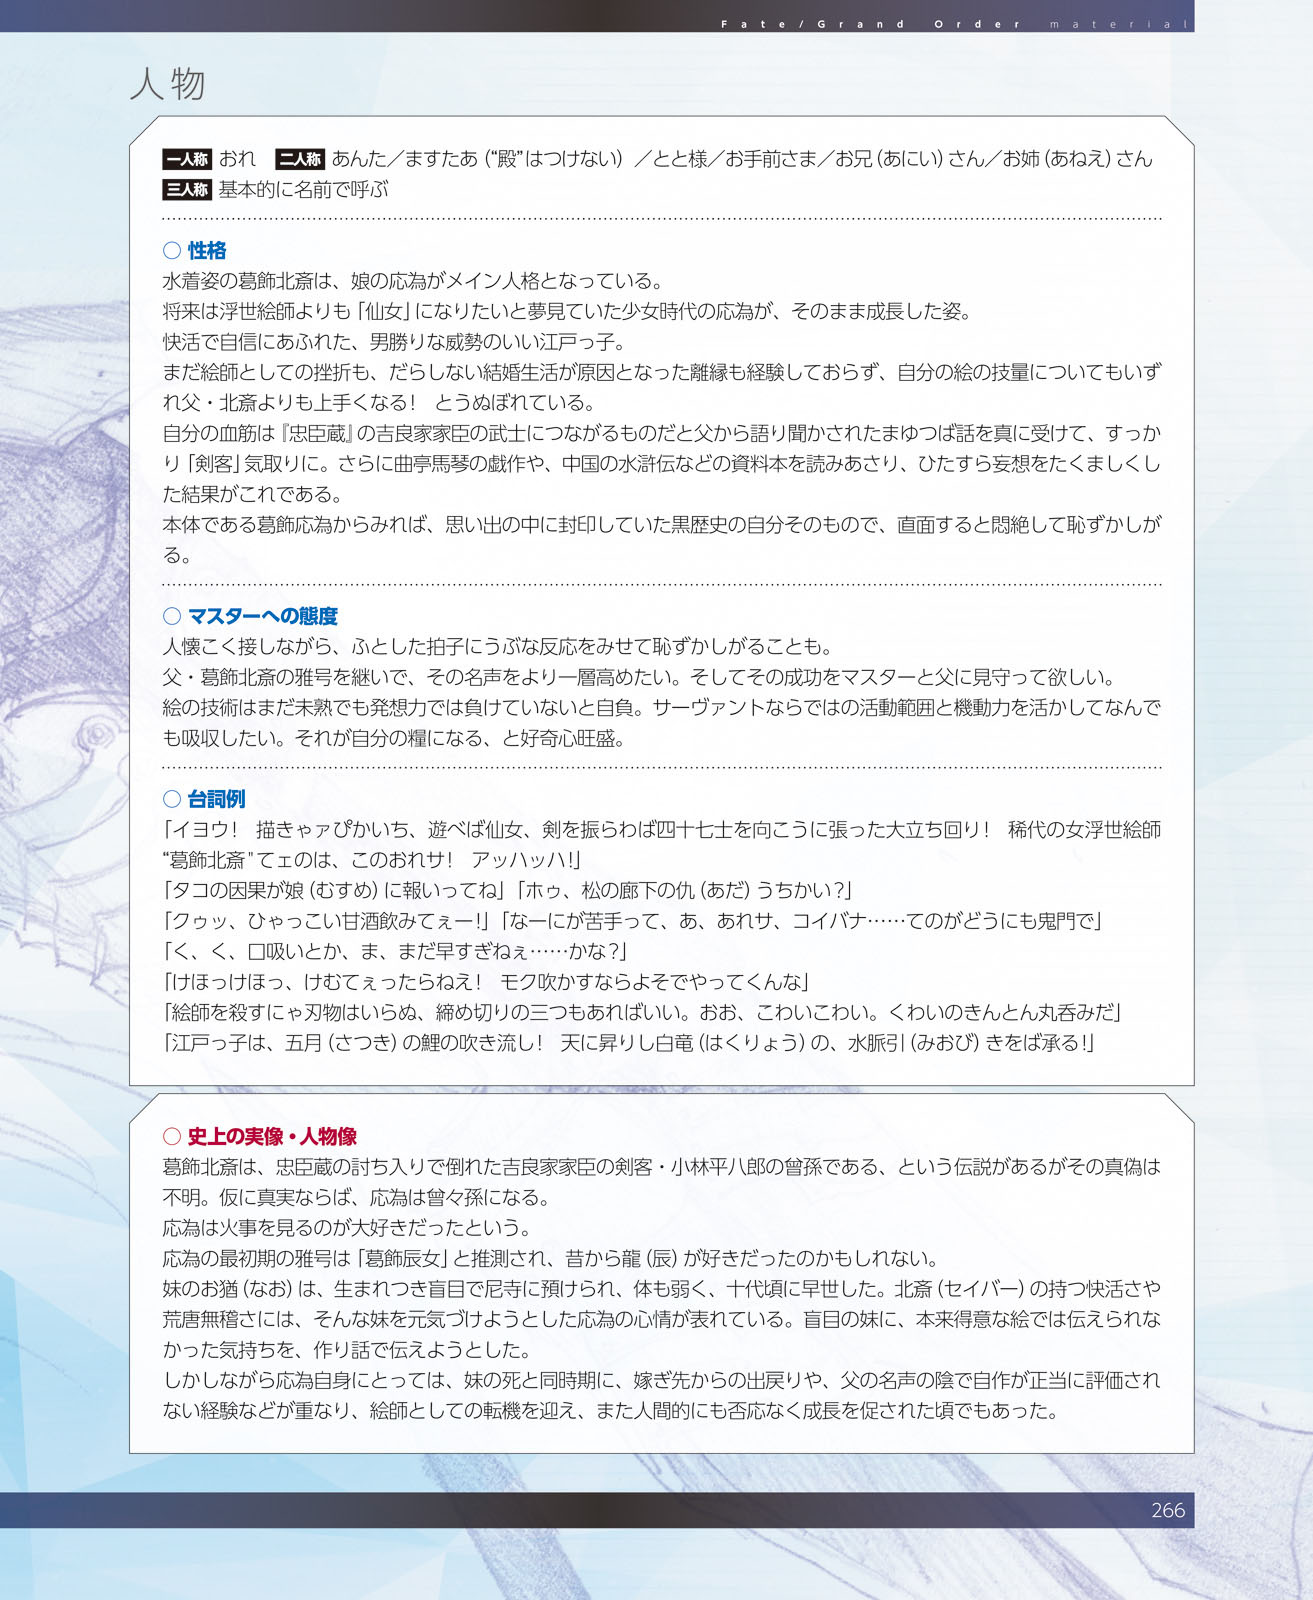 Fate/Grand Order material
人物
一人称 おれ 二人称 あんた／ますたあ（“殿”はつけない）／とと様／お手前さま／お兄（あにい）さん／お姉（あねえ）さん
三人称 基本的に名前で呼ぶ
○ 性格
水着姿の葛飾北斎は、娘の応為がメイン人格となっている。
将来は浮世絵師よりも「仙女」になりたいと夢見ていた少女時代の応為が、そのまま成長した姿。
快活で自信にあふれた、男勝りな威勢のいい江戸っ子。
まだ絵師としての挫折も、だらしない結婚生活が原因となった離縁も経験しておらず、自分の絵の技量についてもいず
れ父・北斎よりも上手くなる！　とうぬぼれている。
自分の血筋は『忠臣蔵』の吉良家家臣の武士につながるものだと父から語り聞かされたまゆつば話を真に受けて、すっか
り「剣客」気取りに。さらに曲亭馬琴の戯作や、中国の水滸伝などの資料本を読みあさり、ひたすら妄想をたくましくし
た結果がこれである。
本体である葛飾応為からみれば、思い出の中に封印していた黒歴史の自分そのもので、直面すると悶絶して恥ずかしが
る。
○ マスターへの態度
人懐こく接しながら、ふとした拍子にうぶな反応をみせて恥ずかしがることも。
父・葛飾北斎の雅号を継いで、その名声をより一層高めたい。そしてその成功をマスターと父に見守って欲しい。
絵の技術はまだ未熟でも発想力では負けていないと自負。サーヴァントならではの活動範囲と機動力を活かしてなんで
も吸収したい。それが自分の糧になる、と好奇心旺盛。
○ 台詞例
「イヨウ！　描きゃァぴかいち、遊べば仙女、剣を振らわば四十七士を向こうに張った大立ち回り！　稀代の女浮世絵師
“葛飾北斎"てェのは、このおれサ！　アッハッハ！」
「タコの因果が娘（むすめ）に報いってね」「ホゥ、松の廊下の仇（あだ）うちかい？」
「クゥッ、ひゃっこい甘酒飲みてぇー！」「なーにが苦手って、あ、あれサ、コイバナ……てのがどうにも鬼門で」
「く、く、口吸いとか、ま、まだ早すぎねぇ……かな？」
「けほっけほっ、けむてぇったらねえ！　モク吹かすならよそでやってくんな」
「絵師を殺すにゃ刃物はいらぬ、締め切りの三つもあればいい。おお、こわいこわい。くわいのきんとん丸呑みだ」
「江戸っ子は、五月（さつき）の鯉の吹き流し！　天に昇りし白竜（はくりょう）の、水脈引（みおび）きをば承る！」
○ 史上の実像・人物像
葛飾北斎は、忠臣蔵の討ち入りで倒れた吉良家家臣の剣客・小林平八郎の曾孫である、という伝説があるがその真偽は
不明。仮に真実ならば、応為は曾々孫になる。
応為は火事を見るのが大好きだったという。
応為の最初期の雅号は「葛飾辰女」と推測され、昔から龍（辰）が好きだったのかもしれない。
妹のお猶（なお）は、生まれつき盲目で尼寺に預けられ、体も弱く、十代頃に早世した。北斎（セイバー）の持つ快活さや
荒唐無稽さには、そんな妹を元気づけようとした応為の心情が表れている。盲目の妹に、本来得意な絵では伝えられな
かった気持ちを、作り話で伝えようとした。
しかしながら応為自身にとっては、妹の死と同時期に、嫁ぎ先からの出戻りや、父の名声の陰で自作が正当に評価され
ない経験などが重なり、絵師としての転機を迎え、また人間的にも否応なく成長を促された頃でもあった。
266